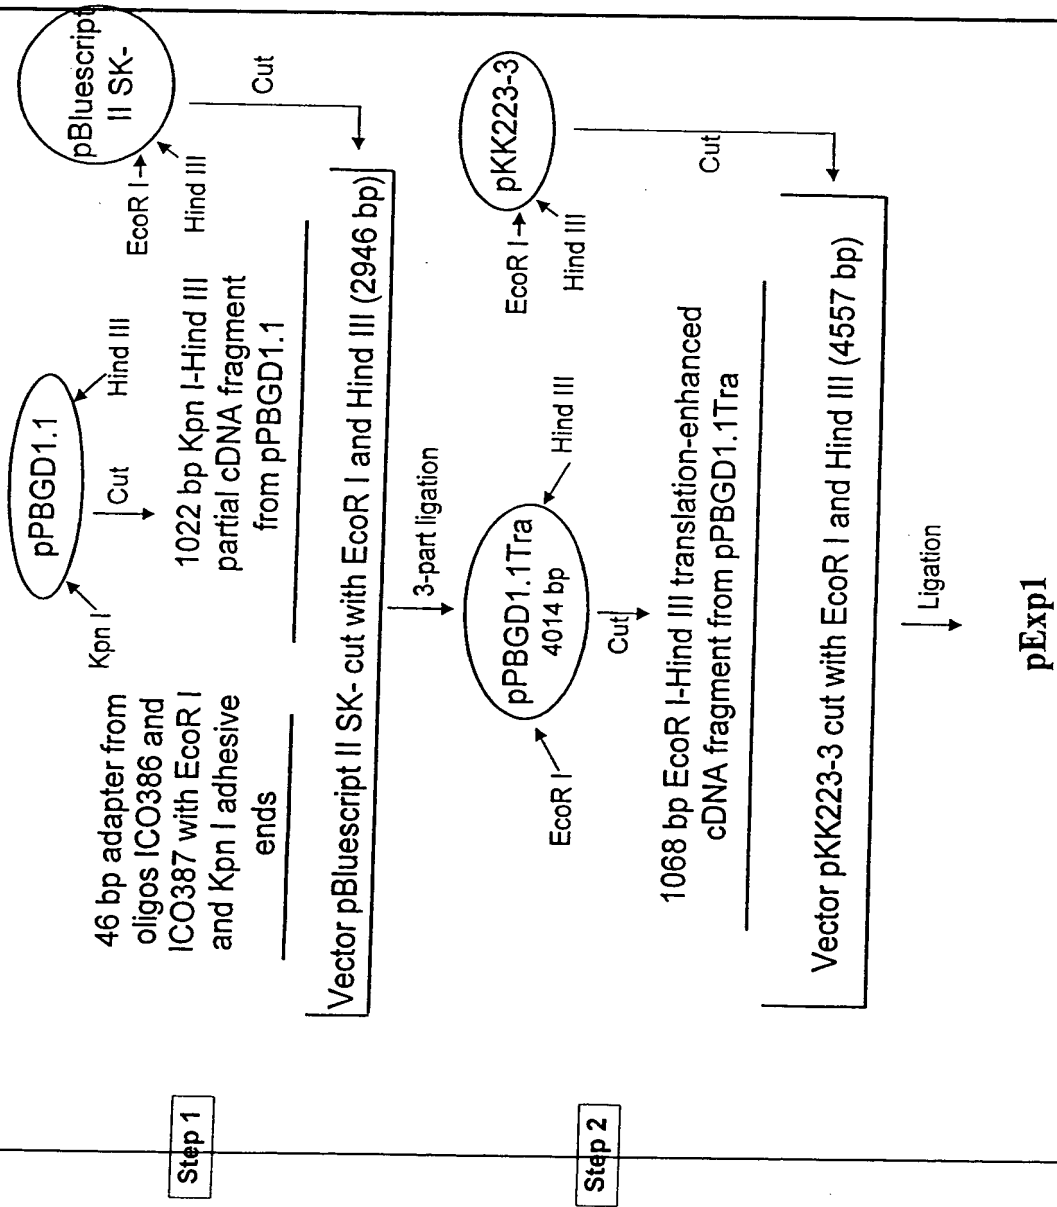 Step 1
pPBGD1.1
Kpn I
Hind III
Cut
pBluescript
II SK-
EcoR I
Hind III
Cut
46 bp adapter from
oligos ICO386 and
ICO387 with EcoR I
and Kpn I adhesive
ends
1022 bp Kpn I-Hind III
partial cDNA fragment
from pPBGD1.1
Vector pBluescript II SK- cut with EcoR I and Hind III (2946 bp)
3-part ligation
Step 2
pPBGD1.1Tra
4014 bp
EcoR I
Hind III
Cut
pKK223-3
EcoR I
Hind III
Cut
1068 bp EcoR I-Hind III translation-enhanced
cDNA fragment from pPBGD1.1Tra
Vector pKK223-3 cut with EcoR I and Hind III (4557 bp)
Ligation
pExp1